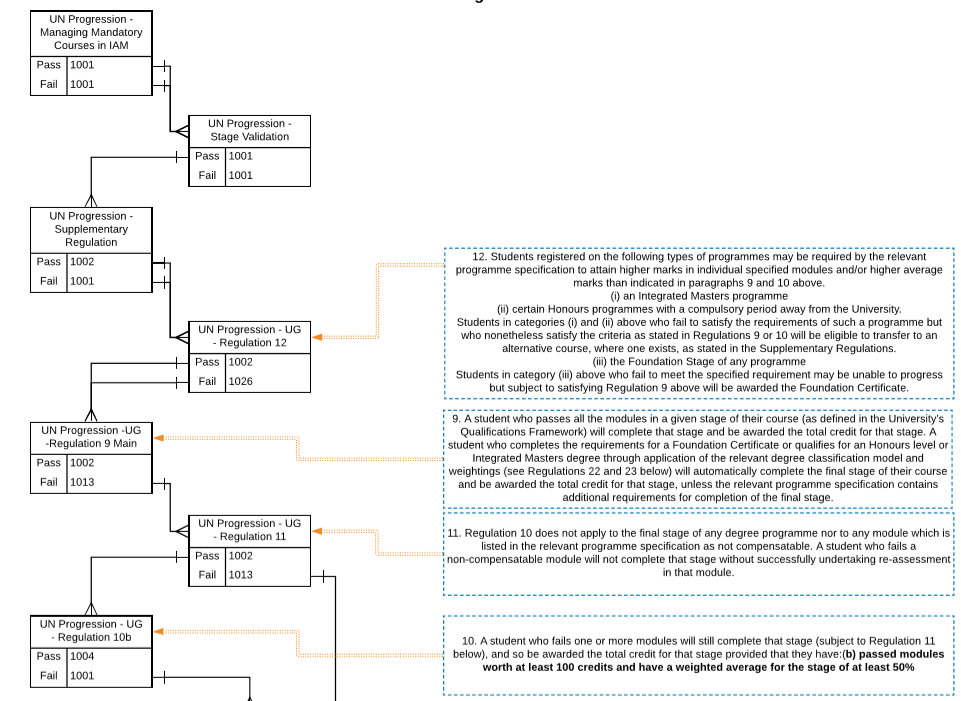 UN Progression -
Managing Mandatory
Courses in IAM
Pass 1001
Fail 1001
UN Progression -
Stage Validation
Pass 1001
Fail 1001
UN Progression -
Supplementary
Regulation
Pass 1002
Fail 1001
UN Progression - UG
- Regulation 12
Pass 1002
Fail 1026
12. Students registered on the following types of programmes may be required by the relevant
programme specification to attain higher marks in individual specified modules and/or higher average
marks than indicated in paragraphs 9 and 10 above.
(i) an Integrated Masters programme
(ii) certain Honours programmes with a compulsory period away from the University.
Students in categories (i) and (ii) above who fail to satisfy the requirements of such a programme but
who nonetheless satisfy the criteria as stated in Regulations 9 or 10 will be eligible to transfer to an
alternative course, where one exists, as stated in the Supplementary Regulations.
(iii) the Foundation Stage of any programme
Students in category (iii) above who fail to meet the specified requirement may be unable to progress
but subject to satisfying Regulation 9 above will be awarded the Foundation Certificate.
UN Progression -UG
-Regulation 9 Main
Pass 1002
Fail 1013
9. A student who passes all the modules in a given stage of their course (as defined in the University's
Qualifications Framework) will complete that stage and be awarded the total credit for that stage. A
student who completes the requirements for a Foundation Certificate or qualifies for an Honours level or
Integrated Masters degree through application of the relevant degree classification model and
weightings (see Regulations 22 and 23 below) will automatically complete the final stage of their course
and be awarded the total credit for that stage, unless the relevant programme specification contains
additional requirements for completion of the final stage.
UN Progression - UG
- Regulation 11
Pass 1002
Fail 1013
11. Regulation 10 does not apply to the final stage of any degree programme nor to any module which is
listed in the relevant programme specification as not compensatable. A student who fails a
non-compensatable module will not complete that stage without successfully undertaking re-assessment
in that module.
UN Progression - UG
- Regulation 10b
Pass 1004
Fail 1001
10. A student who fails one or more modules will still complete that stage (subject to Regulation 11
below), and so be awarded the total credit for that stage provided that they have:(b) passed modules
worth at least 100 credits and have a weighted average for the stage of at least 50%